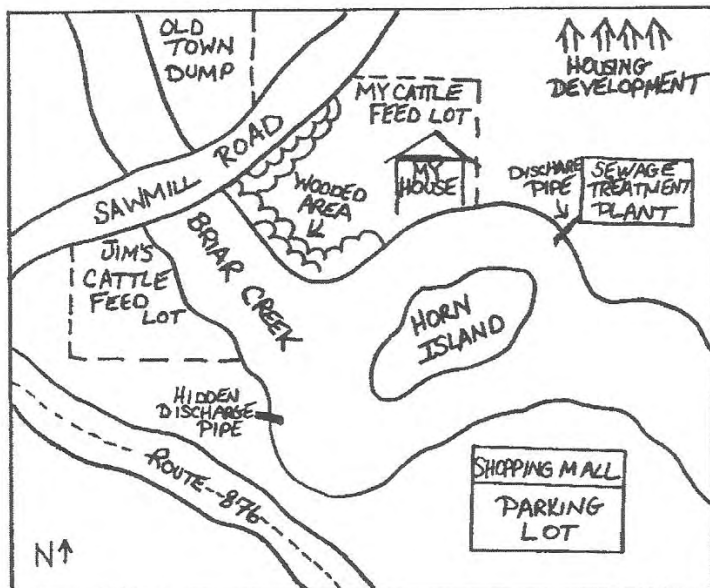 OLD
TOWN
DUMP
HOUSING
DEVELOPMENT
MY CATTLE
FEED LOT
SAWMILL ROAD
WOODED
AREA
MY
HOUSE
DISCHARE
PIPE
SEWAGE
TREATMENT
PLANT
JIM'S
CATTLE
FEED
LOT
BRIAR CREEK
HORN
ISLAND
HIDDEN
DISCHARGE
PIPE
ROUTE 876
SHOPPING MALL
PARKING
LOT
N